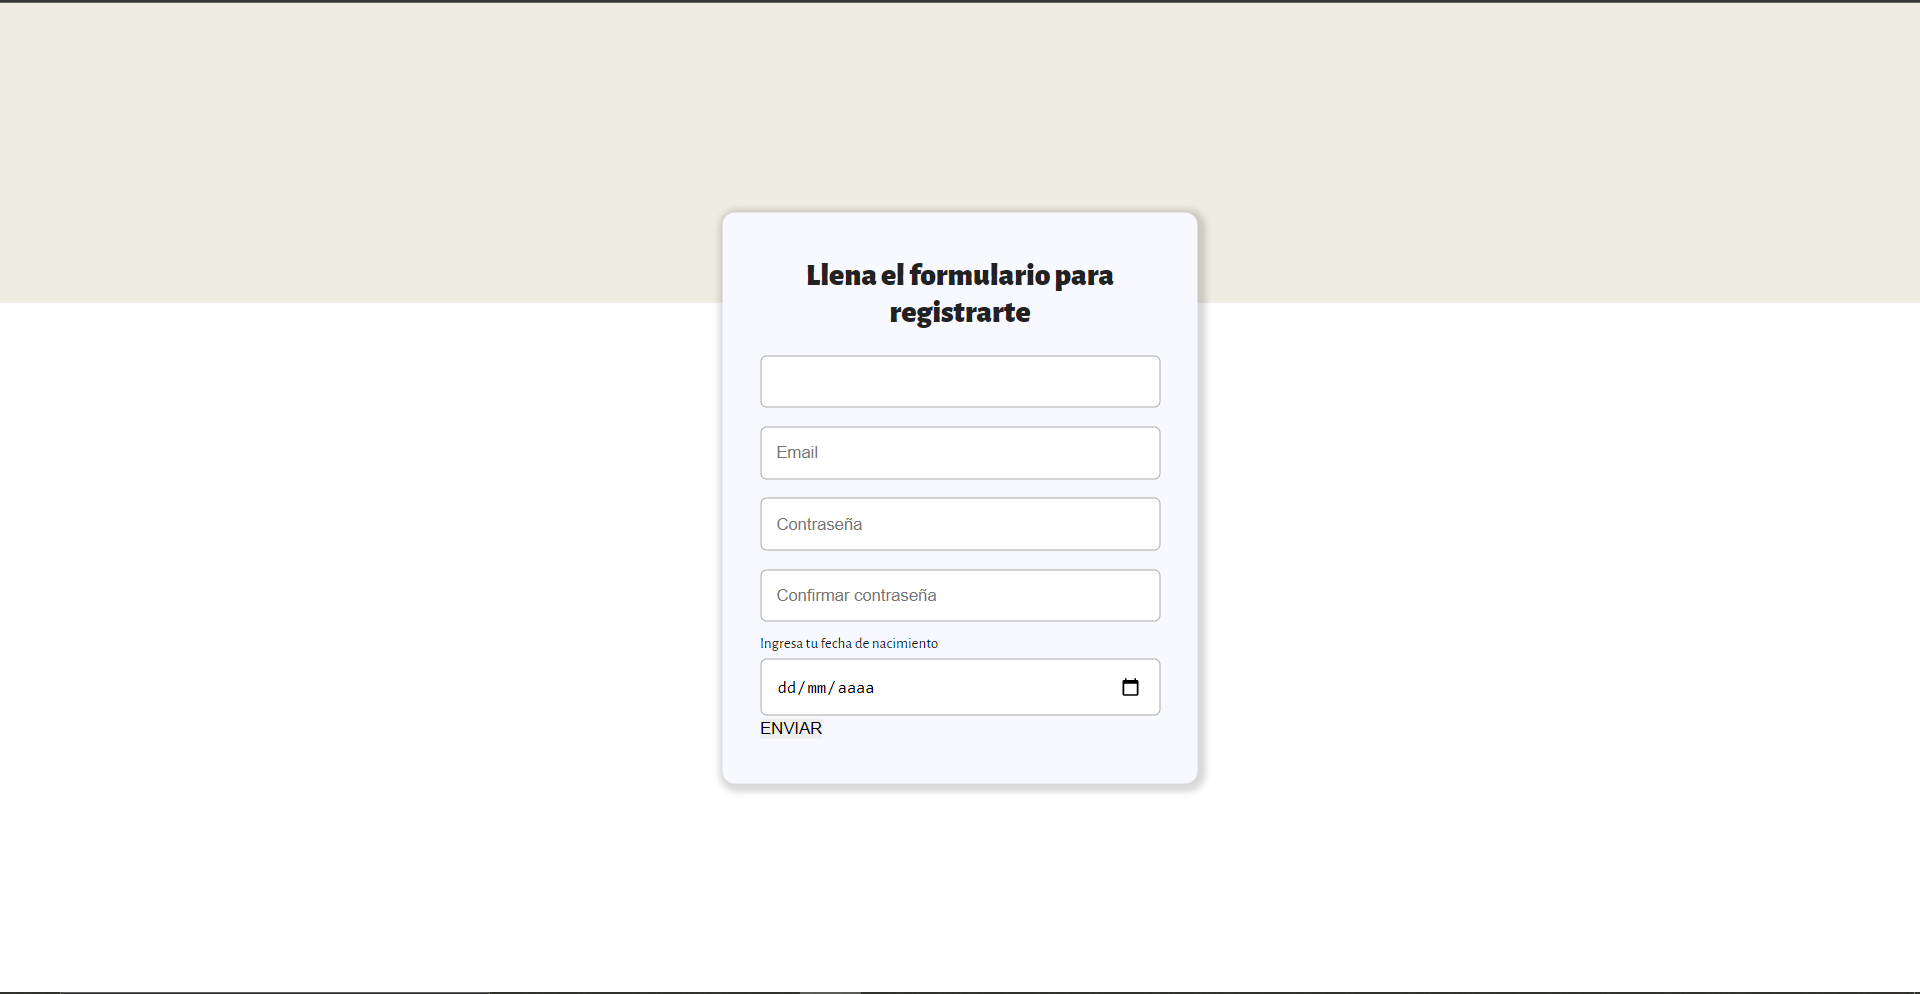 Llena el formulario para
registrarte
Email
Contraseña
Confirmar contraseña
Ingresa tu fecha de nacimiento
dd/mm/aaaa
ENVIAR